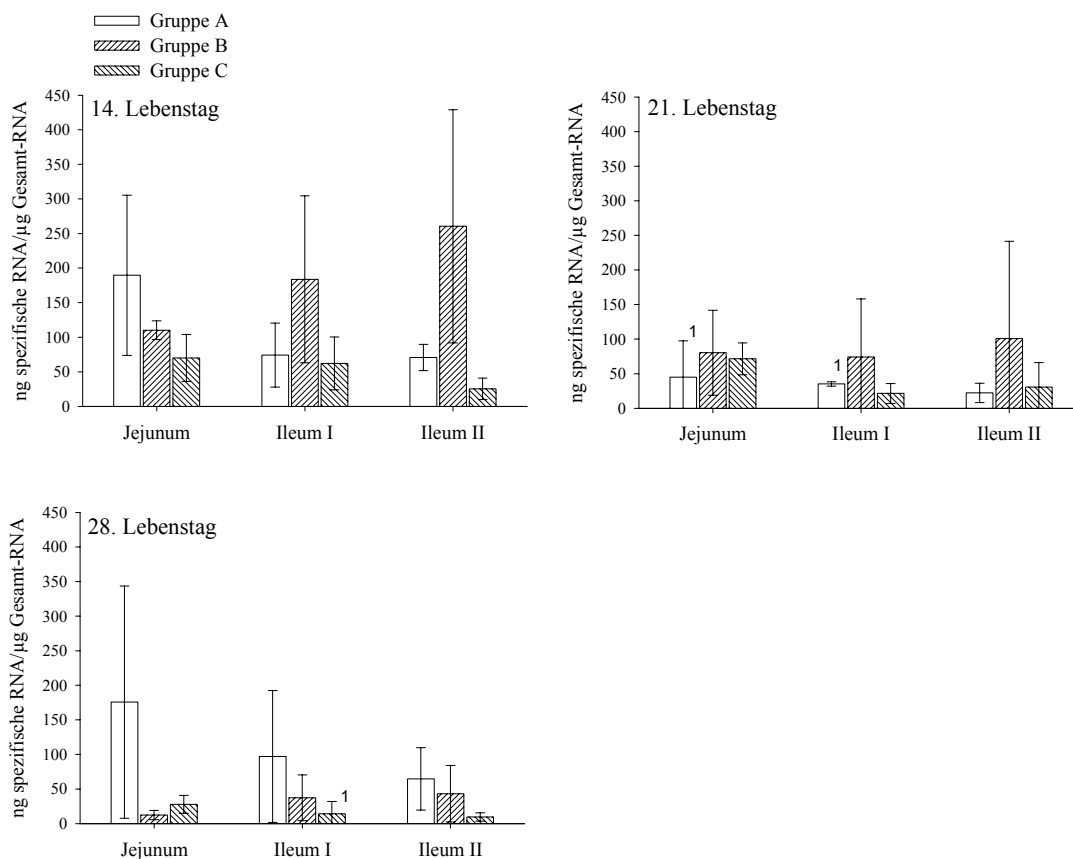 Gruppe A
Gruppe B
Gruppe C
14. Lebenstag
ng spezifische RNA/µg Gesamt-RNA
450
400
350
300
250
200
150
100
50
0
Jejunum Ileum I Ileum II
21. Lebenstag
ng spezifische RNA/µg Gesamt-RNA
450
400
350
300
250
200
150
100
50
0
1
1
Jejunum Ileum I Ileum II
28. Lebenstag
ng spezifische RNA/µg Gesamt-RNA
450
400
350
300
250
200
150
100
50
0
1
Jejunum Ileum I Ileum II